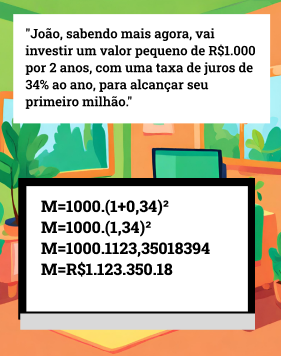 "João, sabendo mais agora, vai
investir um valor pequeno de R$1.000
por 2 anos, com uma taxa de juros de
34% ao ano, para alcançar seu
primeiro milhão."
M=1000.(1+0,34)²
M=1000.(1,34)²
M=1000.1123,35018394
M=R$1.123.350.18